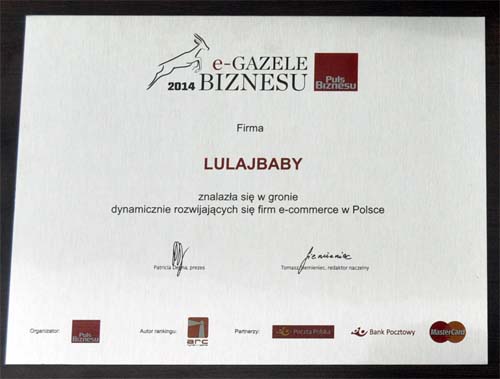 e-GAZELE
2014 BIZNESU
Puls
Biznesu
Firma
LULAJBABY
znalazła się w gronie
dynamicznie rozwijających się firm e-commerce w Polsce
Patricia Deyna, prezes
Tomasz Siemieniec, redaktor naczelny
Organizator:
Puls
Biznesu
Autor rankingu:
arc
Partnerzy:
Poczta Polska
Bank Pocztowy
MasterCard